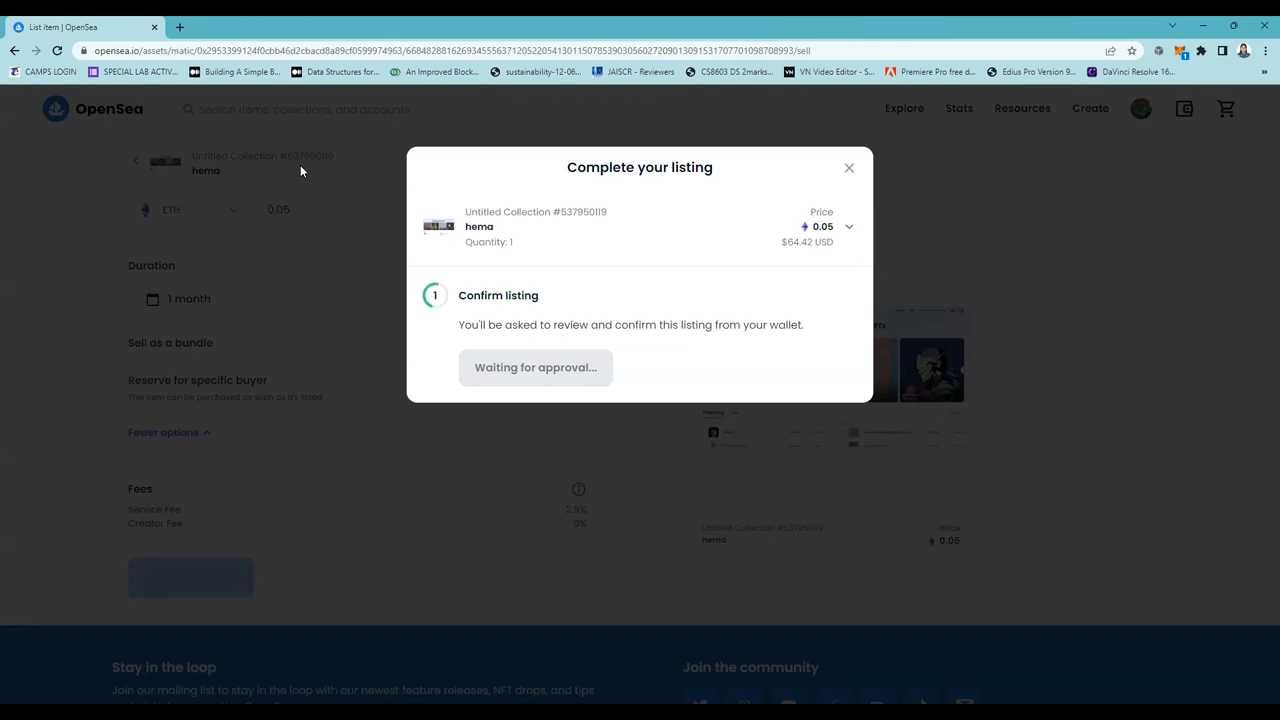 List item | OpenSea
opensea.io/assets/matic/0x2953399124f0cbb46d2cbacd8a89cf0599974963/66848288162693455563712052205413011507853903056027209013091531707701098708993/sell
CAMPS LOGIN
SPECIAL LAB ACTIV...
Building A Simple B...
Data Structures for...
An Improved Block...
sustainability-12-06...
JAISCR - Reviewers
CS8603 DS 2marks...
VN Video Editor - S...
Premiere Pro free d...
Edius Pro Version 9...
DaVinci Resolve 16...
»
OpenSea
Search items, collections, and accounts
Explore
Stats
Resources
Create
Untitled Collection #537950119
hema
ETH
0.05
Duration
1 month
Sell as a bundle
Reserve for specific buyer
This item can be purchased as soon as it's listed
Fewer options
Fees
Service Fee
2.5%
Creator Fee
0%
Complete your listing
Untitled Collection #537950119
Price
hema
0.05
Quantity: 1
$64.42 USD
1
Confirm listing
You'll be asked to review and confirm this listing from your wallet.
Waiting for approval...
Untitled Collection #537950119
Price
hema
0.05
Stay in the loop
Join our mailing list to stay in the loop with our newest feature releases, NFT drops, and tips
Join the community